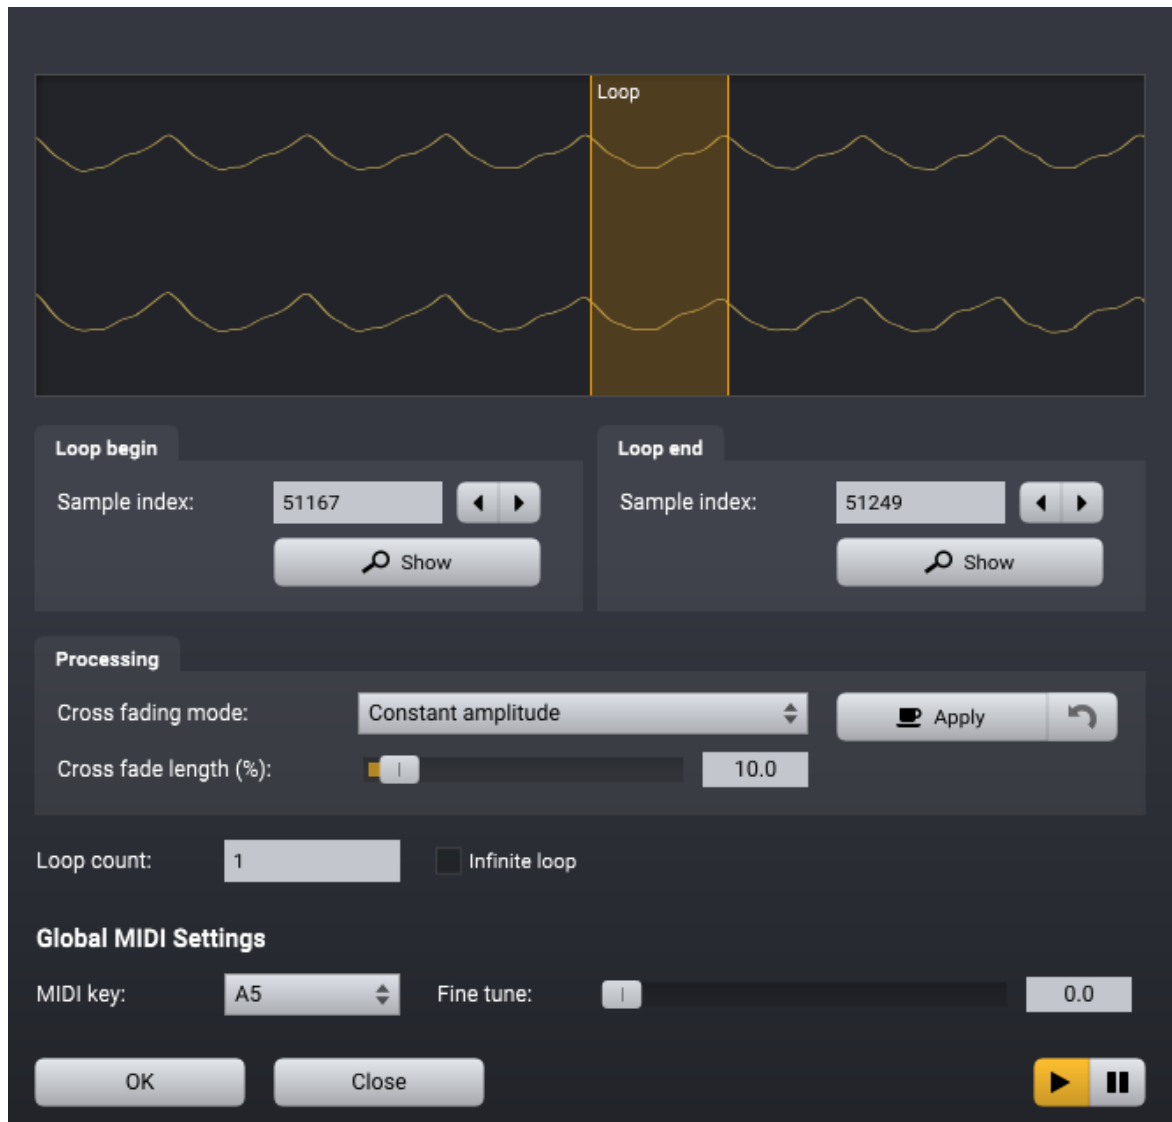 Loop
Loop begin
Loop end
Sample index: 51167
Sample index: 51249
Show
Show
Processing
Cross fading mode: Constant amplitude
Apply
Cross fade length (%): 10.0
Loop count: 1
Infinite loop
Global MIDI Settings
MIDI key: A5
Fine tune: 0.0
OK
Close